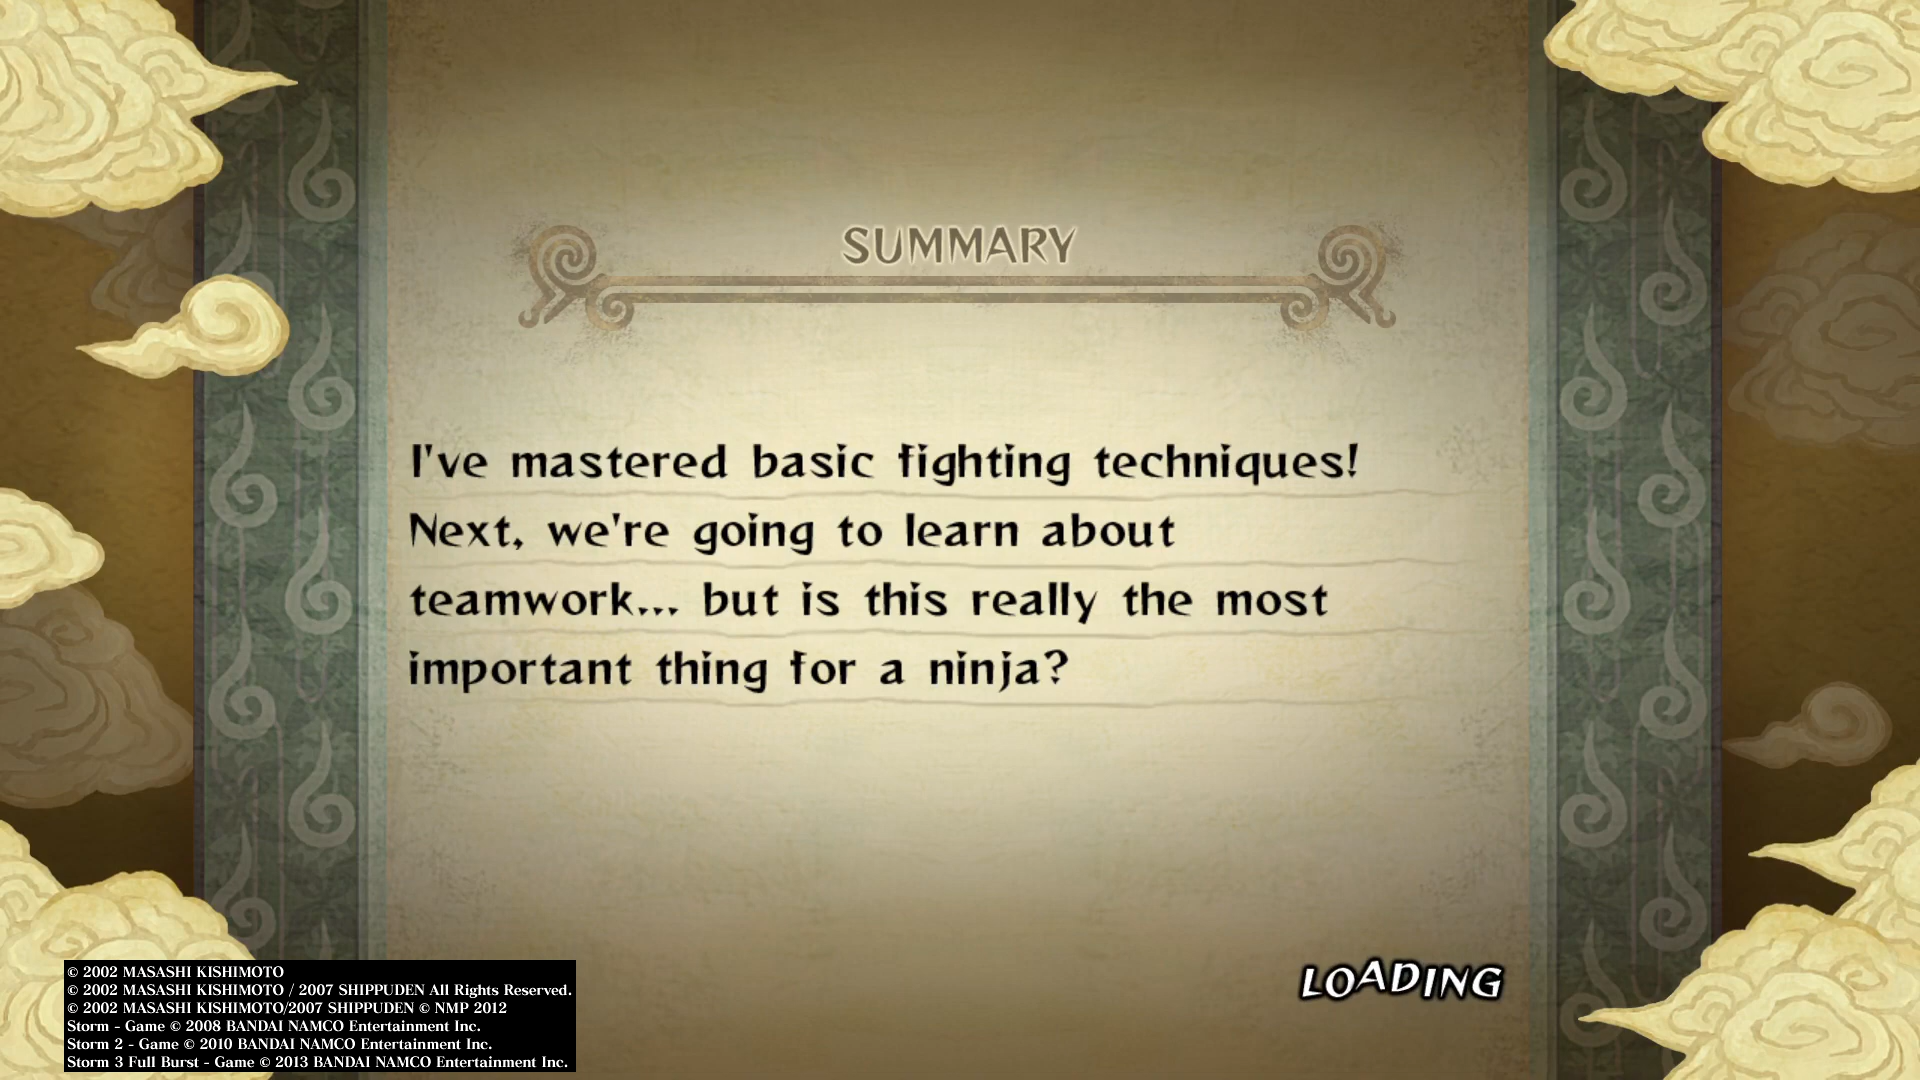 SUMMARY
I've mastered basic fighting techniques!
Next, we're going to learn about
teamwork... but is this really the most
important thing for a ninja?
LOADING
© 2002 MASASHI KISHIMOTO
© 2002 MASASHI KISHIMOTO / 2007 SHIPPUDEN All Rights Reserved.
© 2002 MASASHI KISHIMOTO/2007 SHIPPUDEN © NMP 2012
Storm - Game © 2008 BANDAI NAMCO Entertainment Inc.
Storm 2 - Game © 2010 BANDAI NAMCO Entertainment Inc.
Storm 3 Full Burst - Game © 2013 BANDAI NAMCO Entertainment Inc.